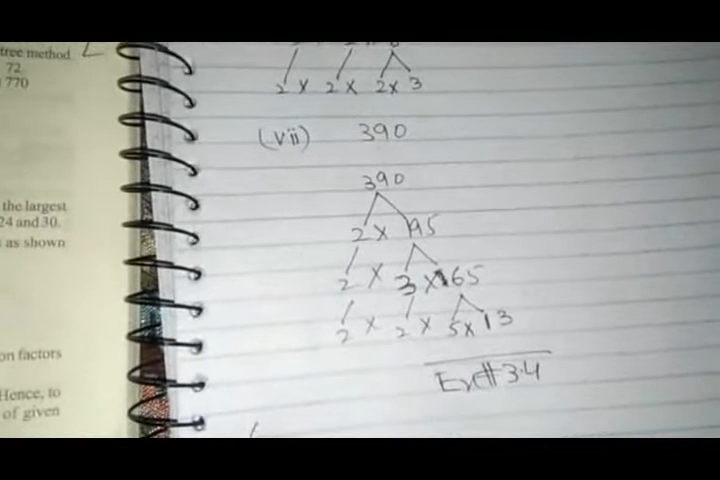 tree method
72
770
2 x 2 x 2 x 3
(vii) 390
390
2 x 195
2 x 3 x 65
2 x 2 x 5 x 13
Ex# 3.4
the largest
24 and 30.
as shown
on factors
Hence, to
of given